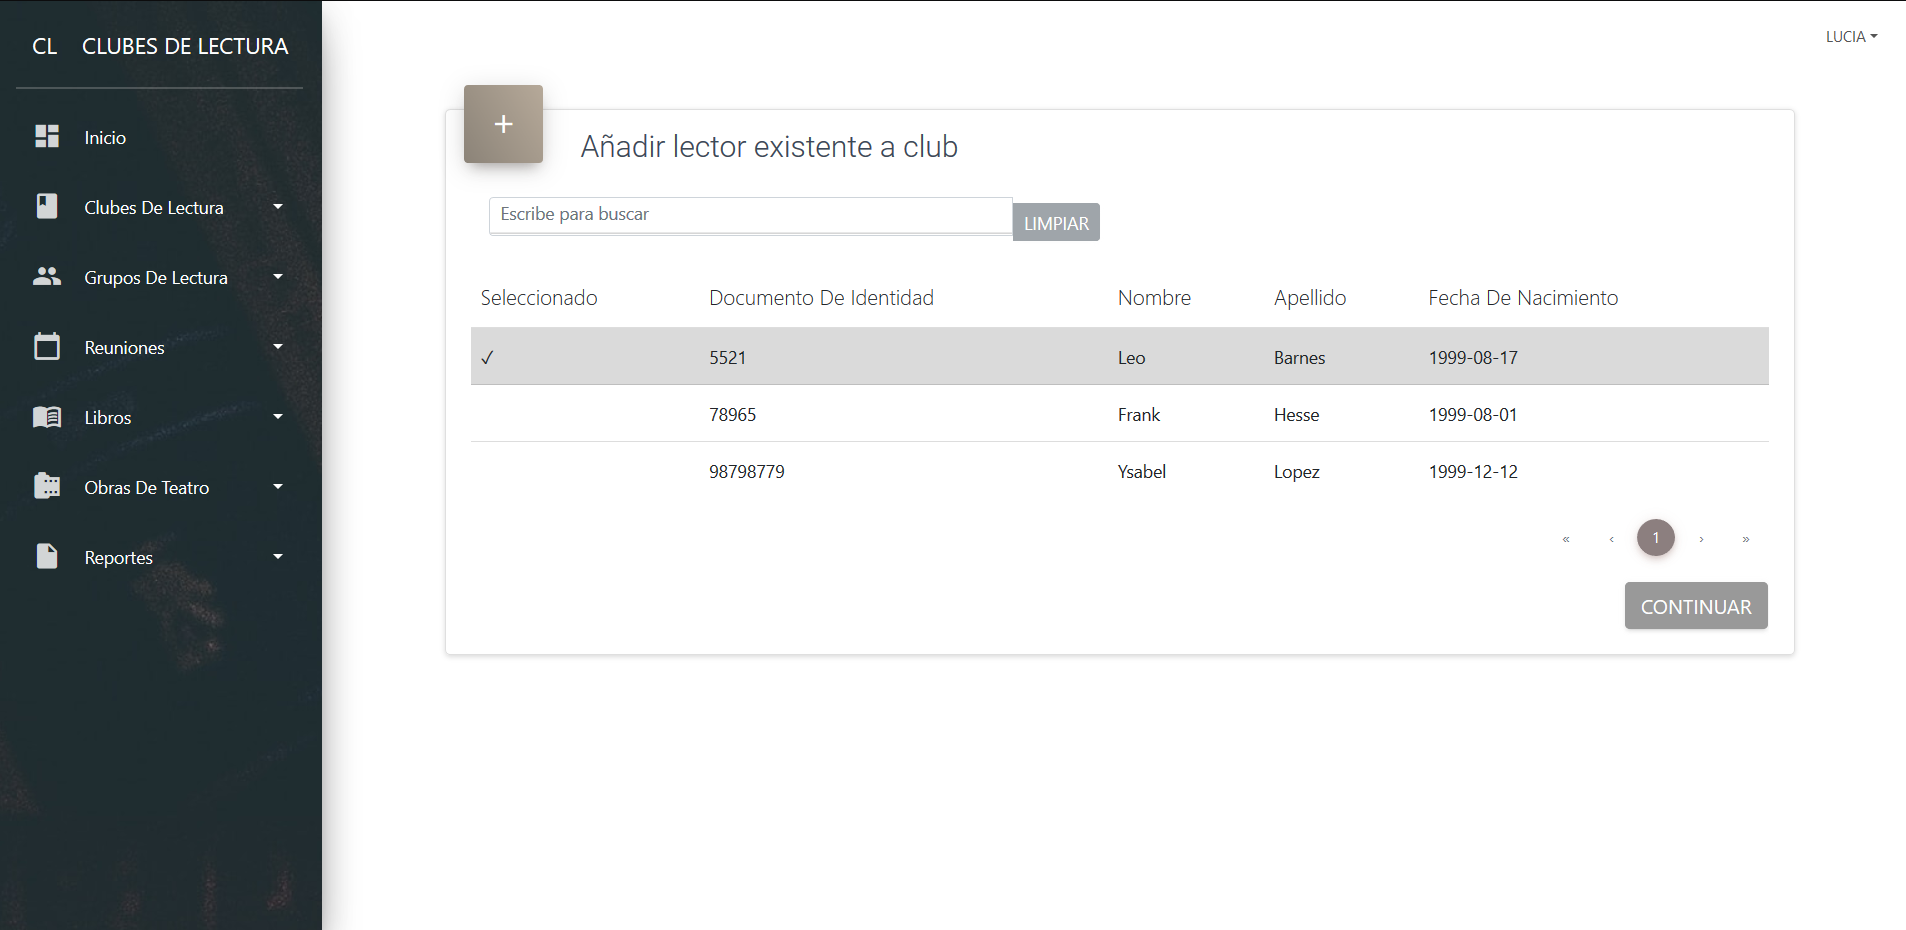 CL CLUBES DE LECTURA
LUCIA
Inicio
Clubes De Lectura
Grupos De Lectura
Reuniones
Libros
Obras De Teatro
Reportes
+
Añadir lector existente a club
Escribe para buscar LIMPIAR
Seleccionado Documento De Identidad Nombre Apellido Fecha De Nacimiento
✓ 5521 Leo Barnes 1999-08-17
78965 Frank Hesse 1999-08-01
98798779 Ysabel Lopez 1999-12-12
« ‹ 1 › »
CONTINUAR